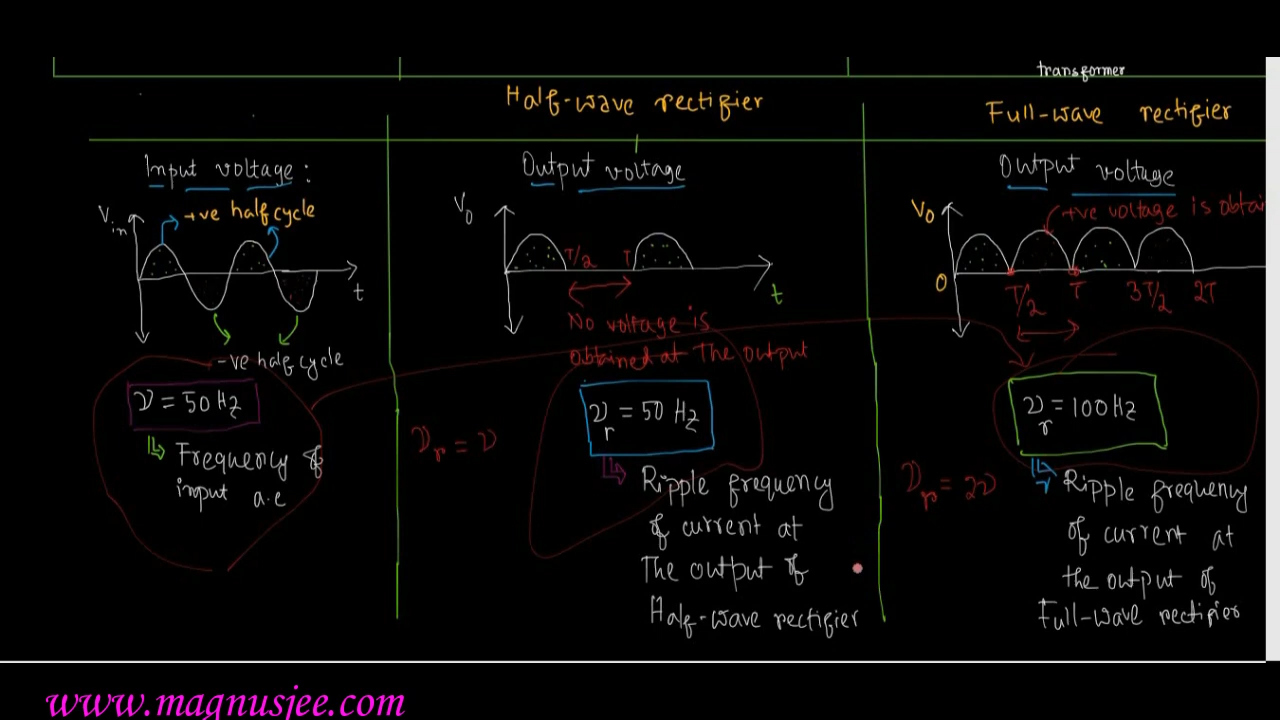 transformer
Half-wave rectifier
Full-wave rectifier
Input voltage:
+ve half cycle
Vin
t
-ve half cycle
ν = 50 Hz
Frequency of
input a.c
Output voltage
V0
T/2
T
t
No voltage is
obtained at The output
νr = 50 Hz
νr = ν
Ripple frequency
of current at
The output of
Half-wave rectifier
Output voltage
V0
+ve voltage is obtai
O
T/2
T
3T/2
2T
νr = 100Hz
νr = 2ν
Ripple frequency
of current at
the output of
Full-wave rectifier
www.magnusjee.com